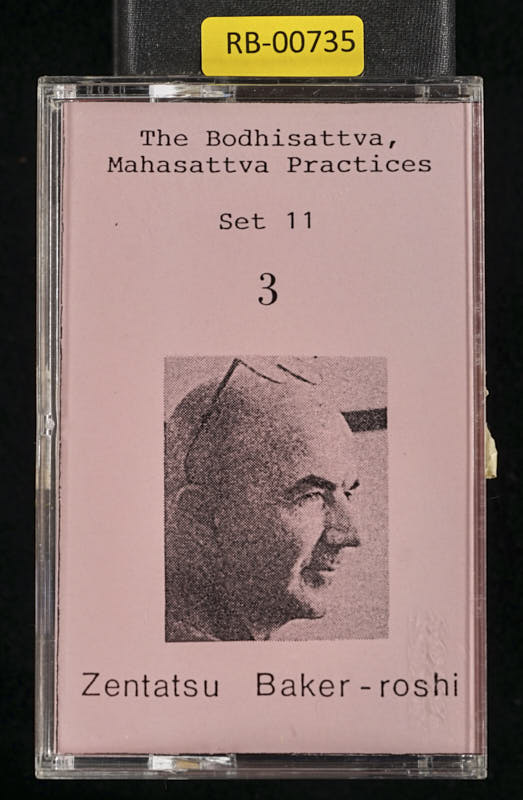 RB-00735
The Bodhisattva,
Mahasattva Practices
Set 11
3
Zentatsu Baker-roshi